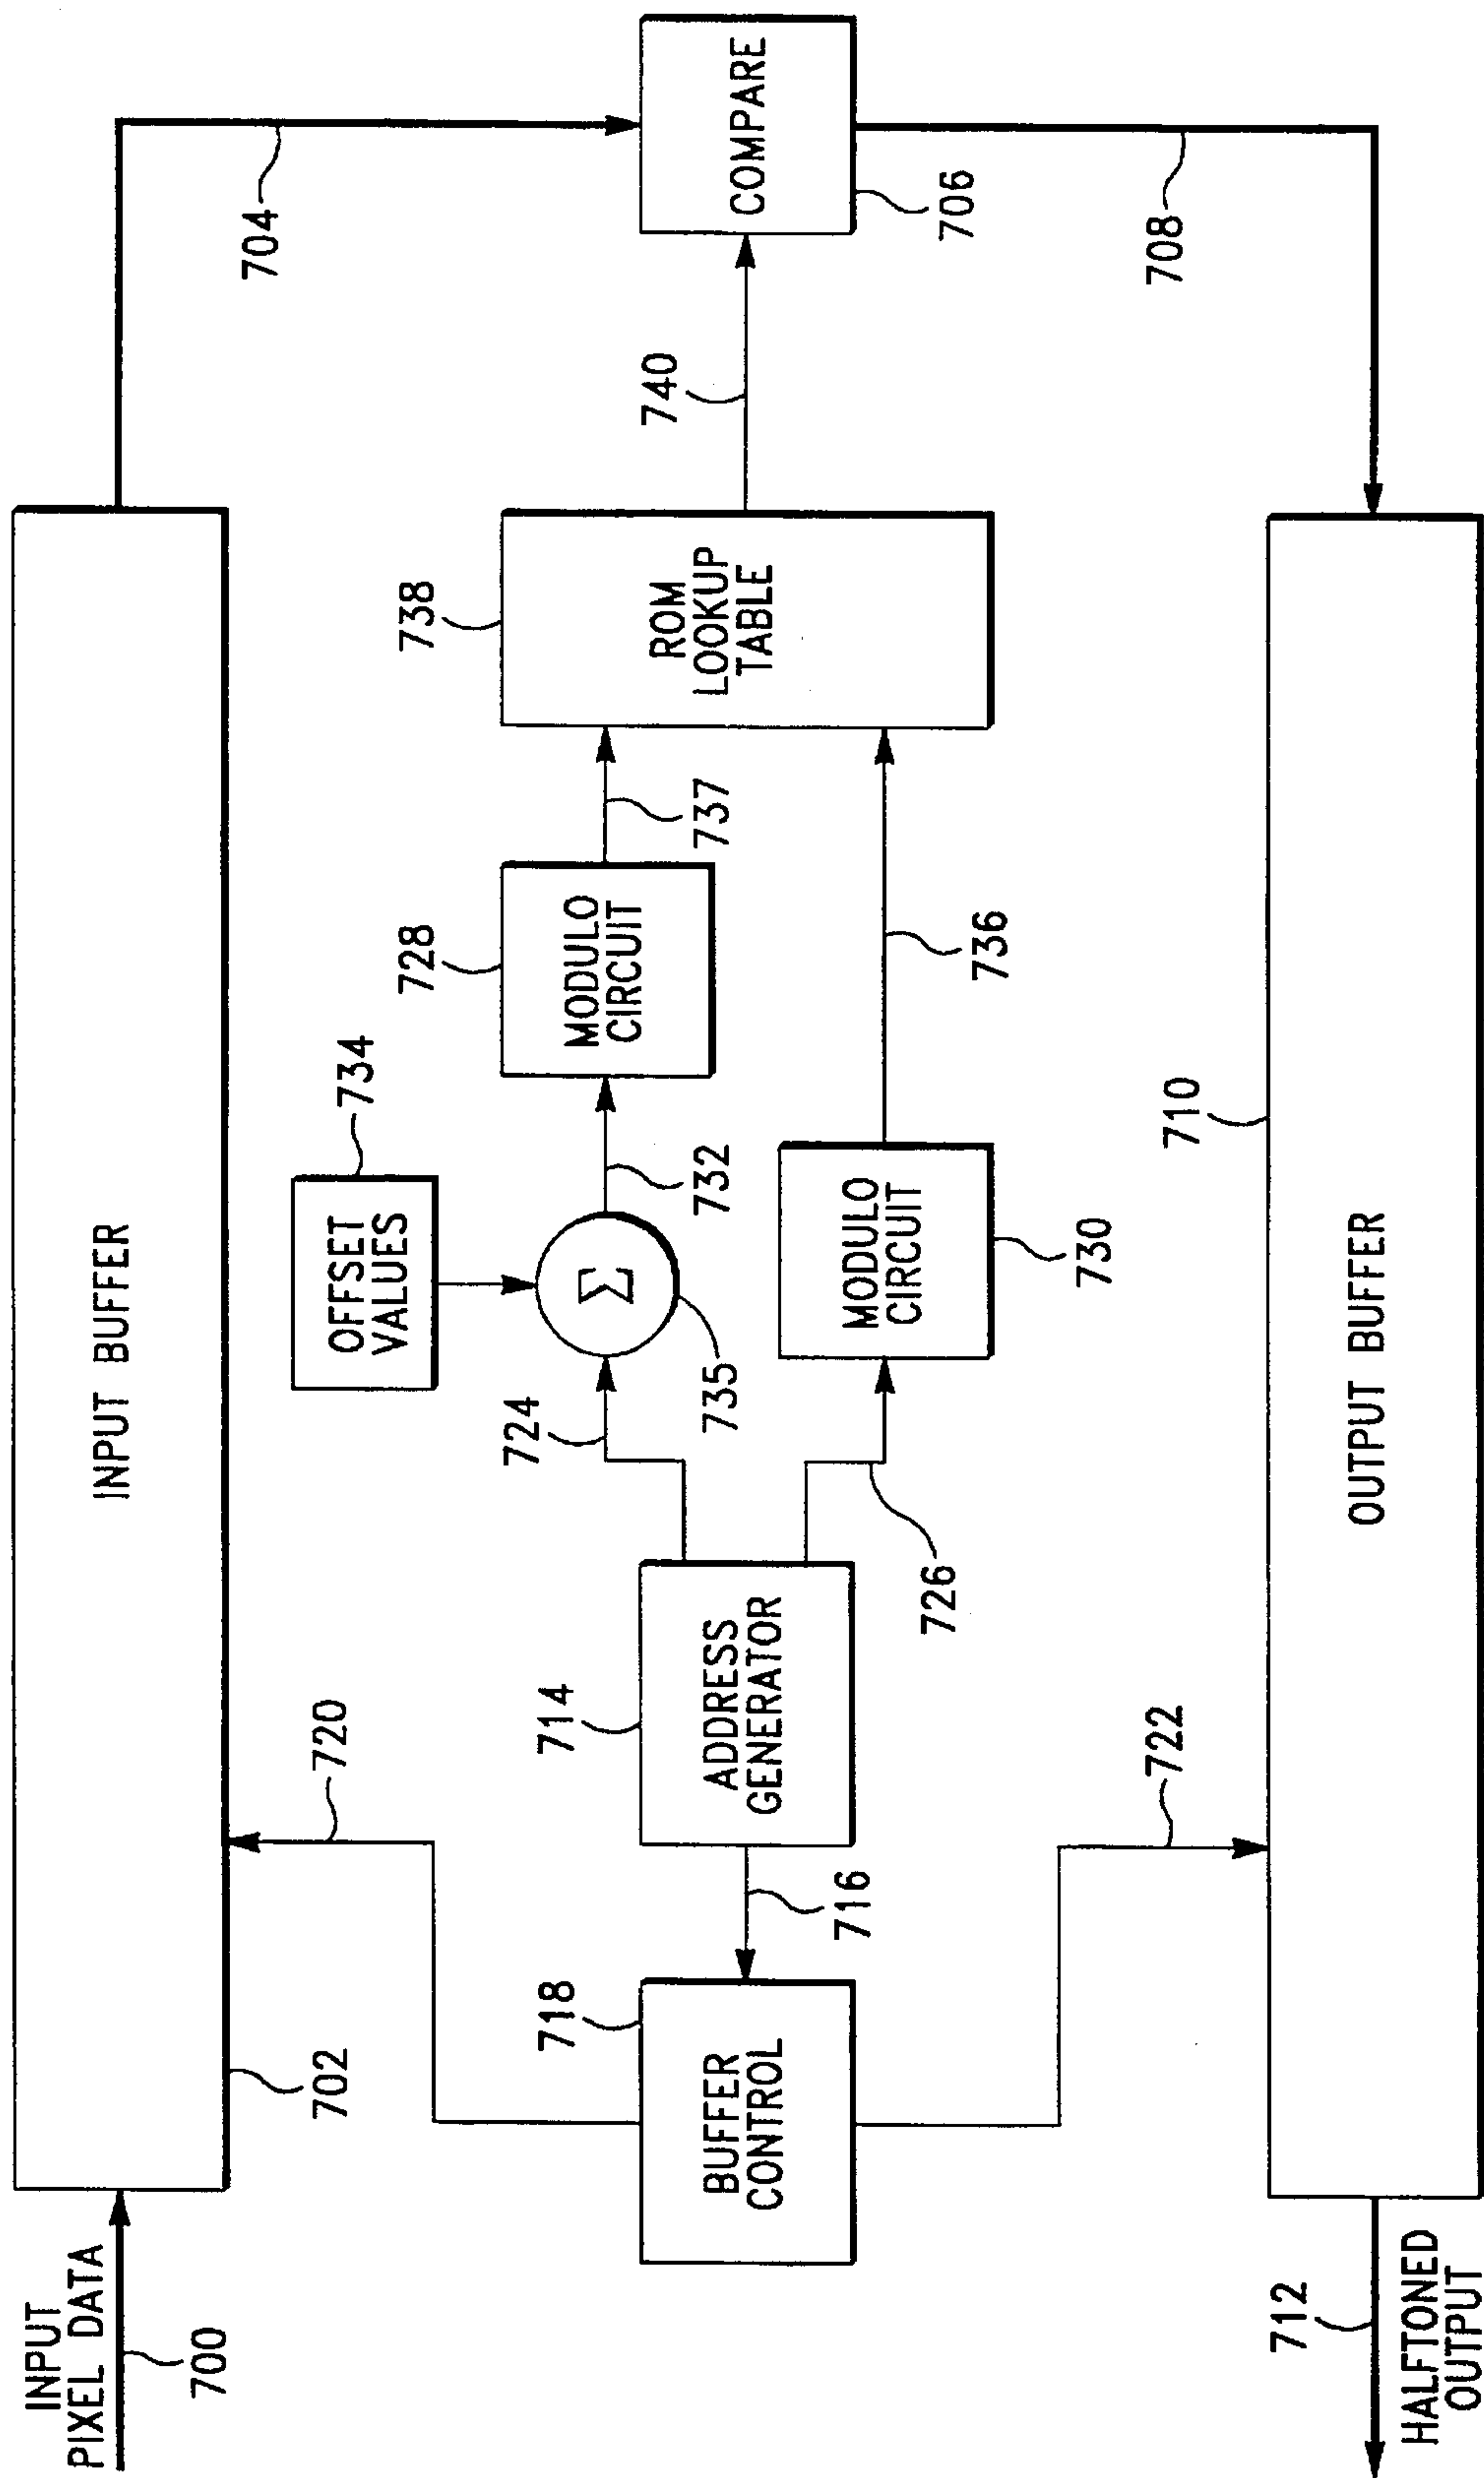 INPUT
PIXEL DATA
700
702
INPUT BUFFER
704
720
OFFSET
VALUES
734
718
BUFFER
CONTROL
716
714
ADDRESS
GENERATOR
724
726
Σ
735
732
728
MODULO
CIRCUIT
737
MODULO
CIRCUIT
730
736
738
ROM
LOOKUP
TABLE
740
COMPARE
706
708
722
710
OUTPUT BUFFER
712
HALFTONED
OUTPUT